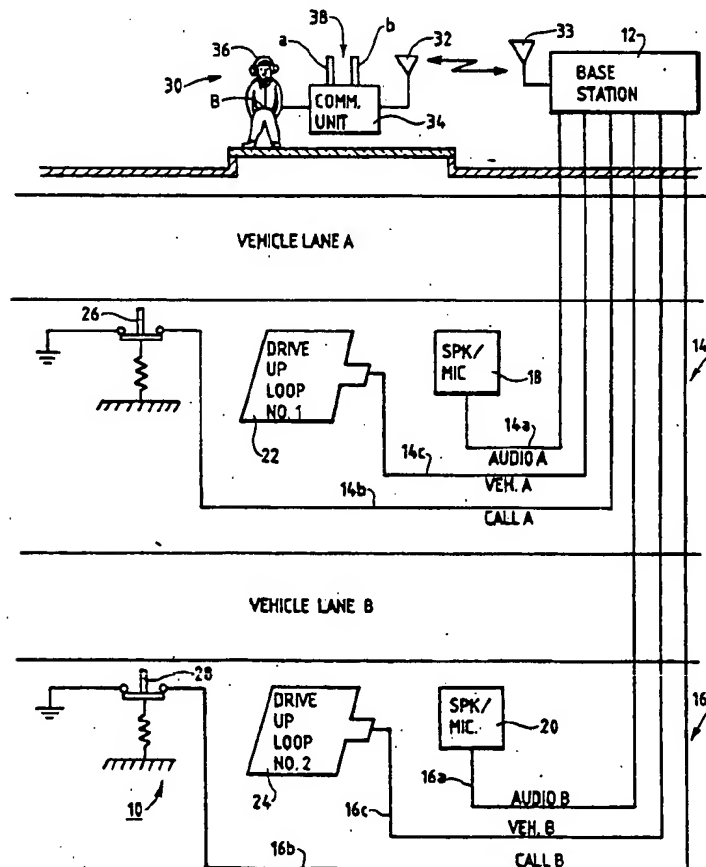 38
36
a
b
32
33
12
30
BASE
STATION
B
COMM.
UNIT
34
VEHICLE LANE A
26
DRIVE
UP
LOOP
NO. 1
SPK/
MIC
18
14
22
14a
AUDIO A
14c
VEH. A
14b
CALL A
VEHICLE LANE B
28
DRIVE
UP
LOOP
NO. 2
SPK/
MIC.
20
16
10
24
16a
AUDIO B
16c
VEH. B
16b
CALL B